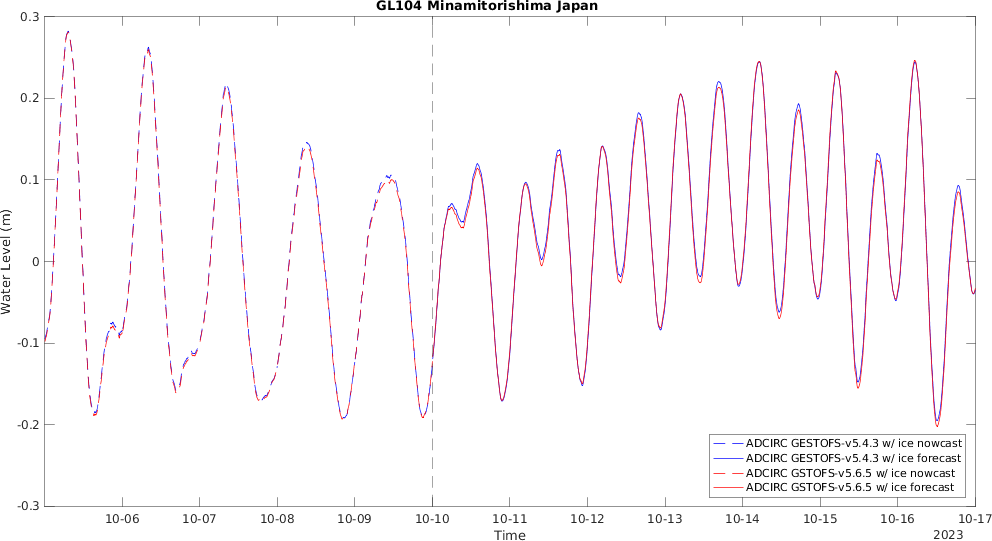 GL104 Minamitorishima Japan
0.3
0.2
0.1
0
-0.1
-0.2
-0.3
Water Level (m)
ADCIRC GESTOFS-v5.4.3 w/ ice nowcast
ADCIRC GESTOFS-v5.4.3 w/ ice forecast
ADCIRC GSTOFS-v5.6.5 w/ ice nowcast
ADCIRC GSTOFS-v5.6.5 w/ ice forecast
10-06 10-07 10-08 10-09 10-10 10-11 10-12 10-13 10-14 10-15 10-16 10-17
Time
2023